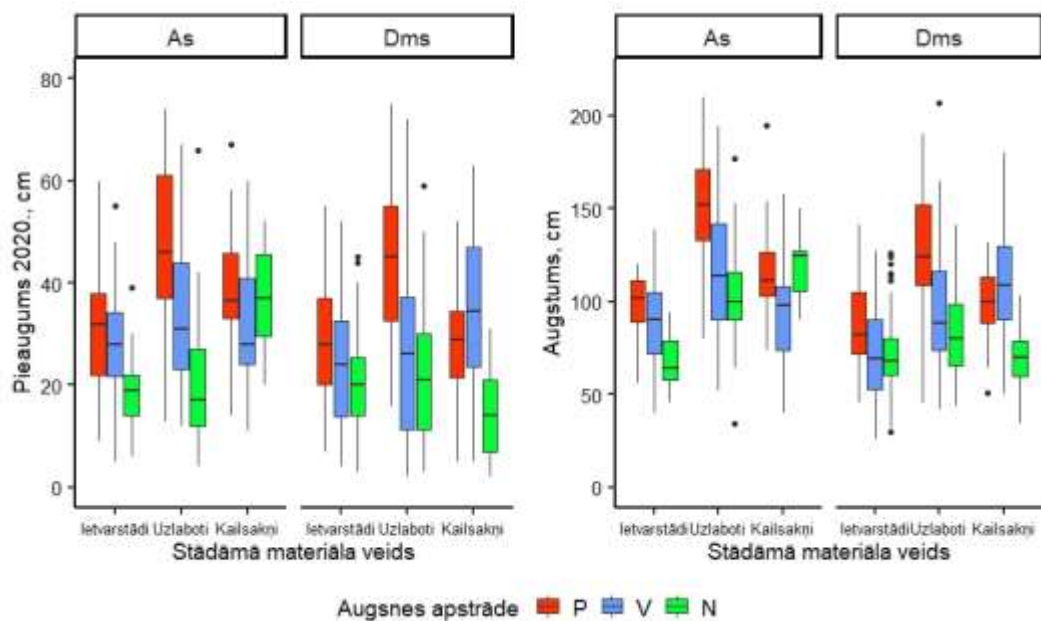 As Dms
As Dms
Pieaugums 2020., cm
80
60
40
20
0
Ietvarstādi Uzlaboti Kailsakņi
Ietvarstādi Uzlaboti Kailsakņi
Stādāmā materiāla veids
Augstums, cm
200
150
100
50
0
Ietvarstādi Uzlaboti Kailsakņi
Ietvarstādi Uzlaboti Kailsakņi
Stādāmā materiāla veids
Augsnes apstrāde P V N